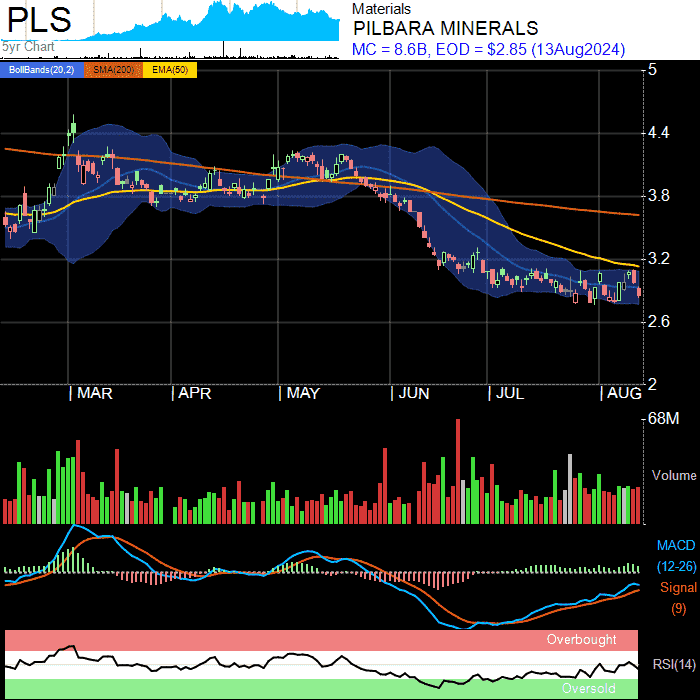 PLS
5yr Chart
Materials
PILBARA MINERALS
MC = 8.6B, EOD = $2.85 (13Aug2024)
BollBands(20,2) SMA(200) EMA(50)
5
4.4
3.8
3.2
2.6
2
MAR APR MAY JUN JUL AUG
68M
Volume
MACD
(12-26)
Signal
(9)
Overbought
RSI(14)
Oversold